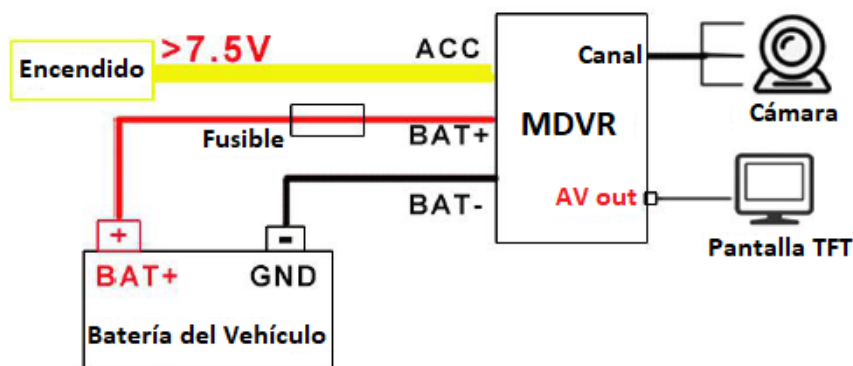 Encendido
>7.5V
ACC
Canal
Cámara
Fusible
BAT+
MDVR
BAT-
AV out
Pantalla TFT
+
-
BAT+
GND
Batería del Vehículo